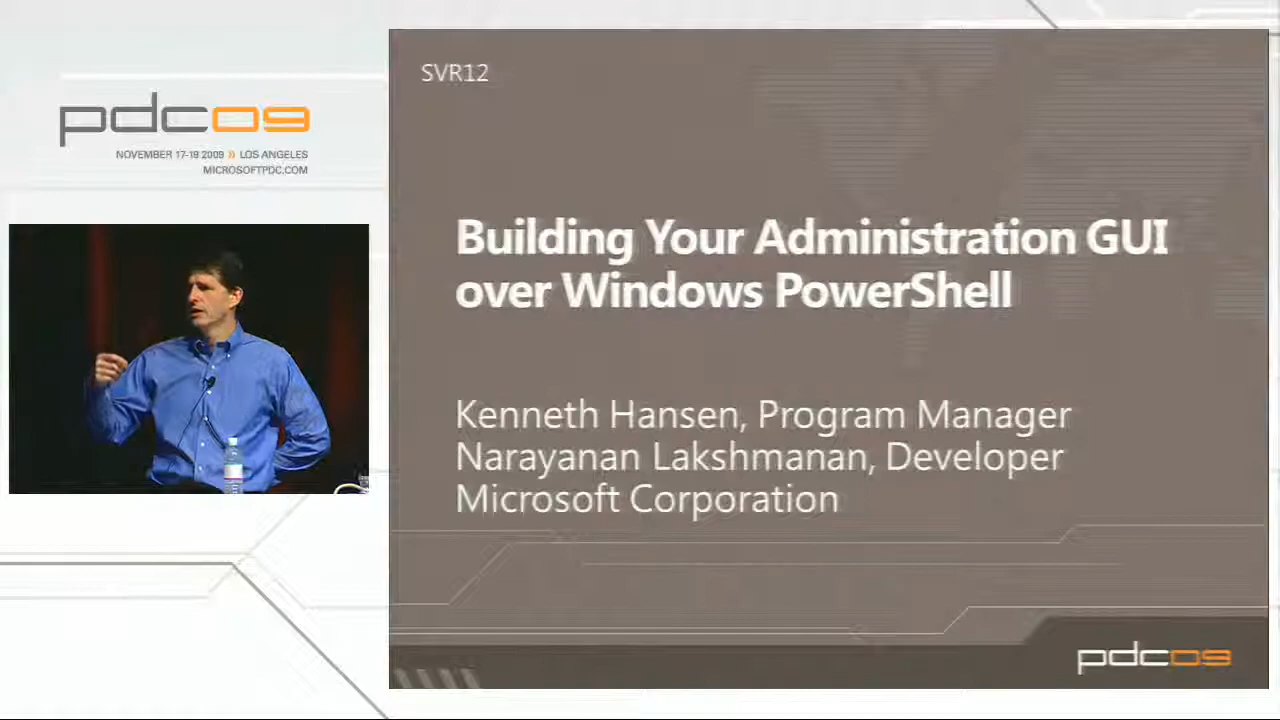 pdc09
NOVEMBER 17-19 2009 » LOS ANGELES
MICROSOFTPDC.COM
SVR12
Building Your Administration GUI
over Windows PowerShell
Kenneth Hansen, Program Manager
Narayanan Lakshmanan, Developer
Microsoft Corporation
pdc09